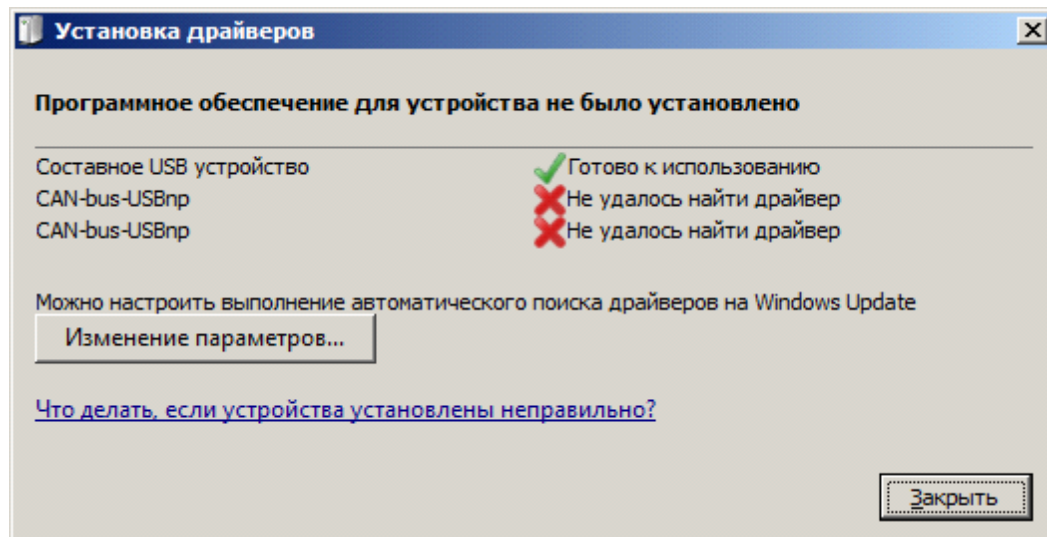 Установка драйверов
Программное обеспечение для устройства не было установлено
Составное USB устройство Готово к использованию
CAN-bus-USBnp Не удалось найти драйвер
CAN-bus-USBnp Не удалось найти драйвер
Можно настроить выполнение автоматического поиска драйверов на Windows Update
Изменение параметров...
Что делать, если устройства установлены неправильно?
Закрыть